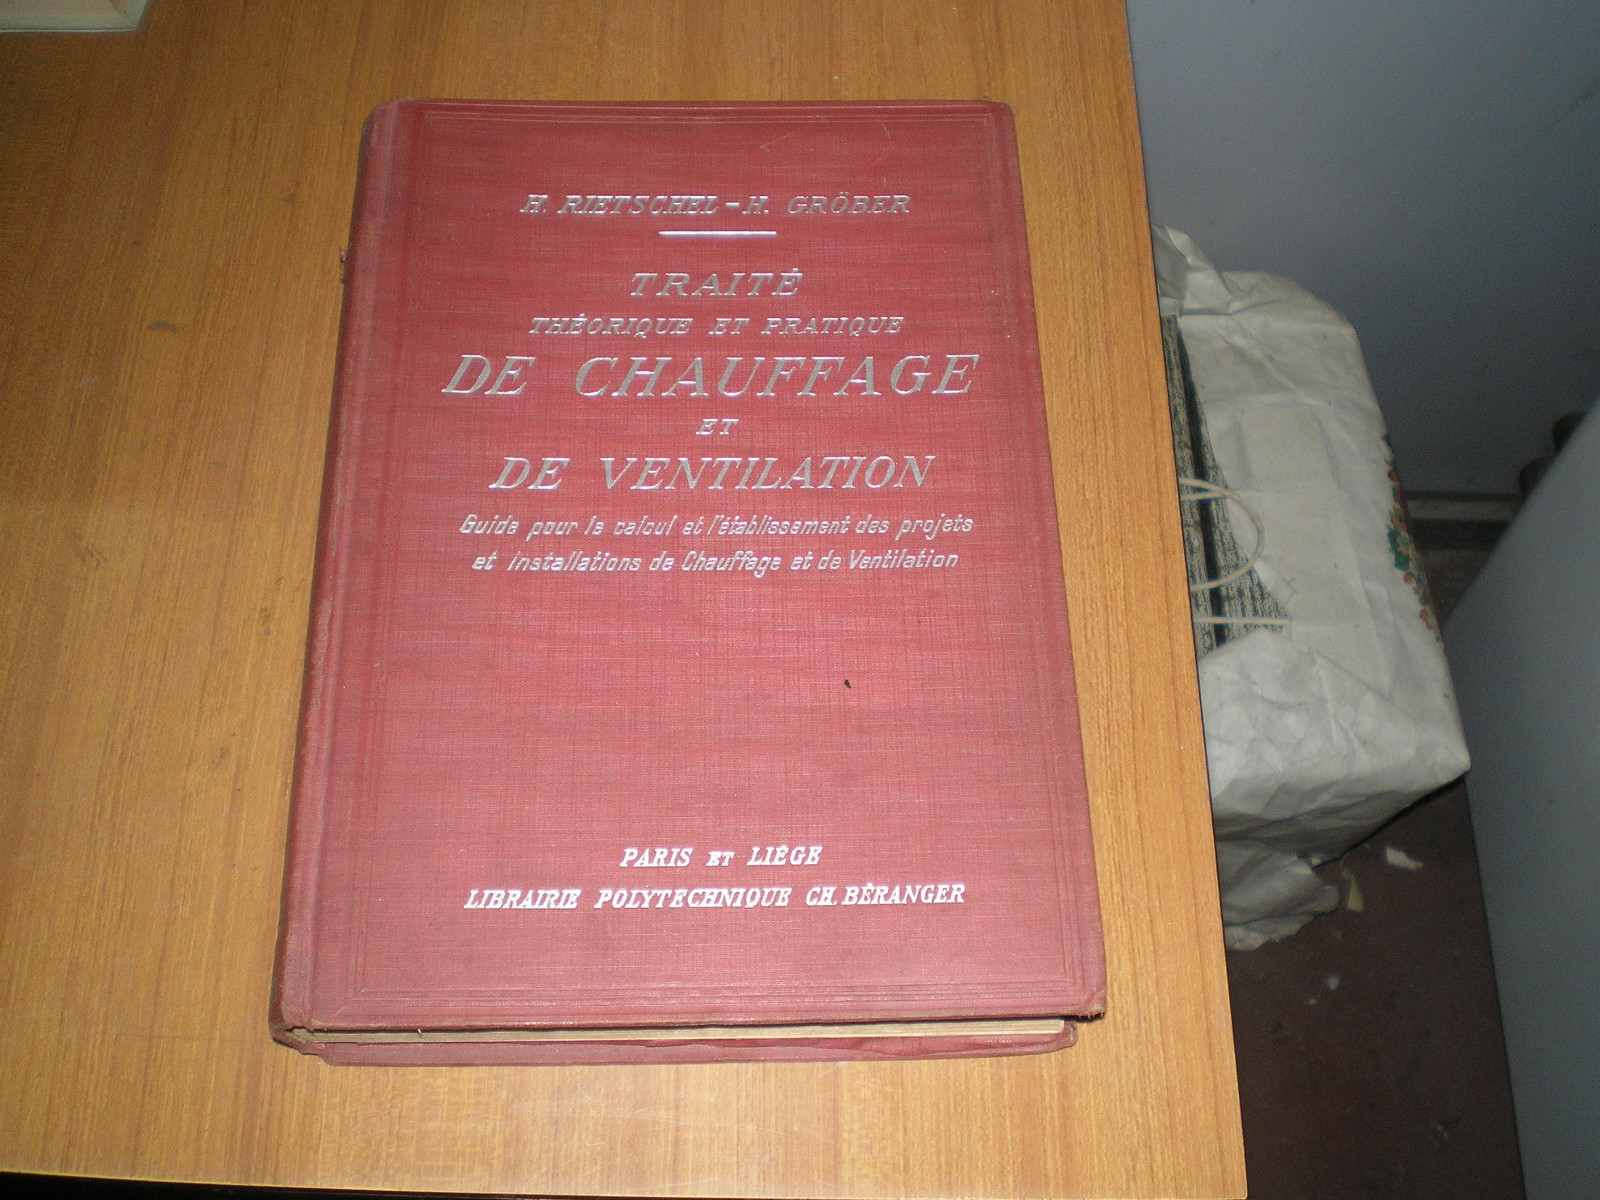 H. RIETSCHEL - H. GRÖBER
TRAITÉ
THÉORIQUE ET PRATIQUE
DE CHAUFFAGE
ET
DE VENTILATION
Guide pour le calcul et l'établissement des projets
et installations de Chauffage et de Ventilation
PARIS ET LIÈGE
LIBRAIRIE POLYTECHNIQUE CH. BÉRANGER